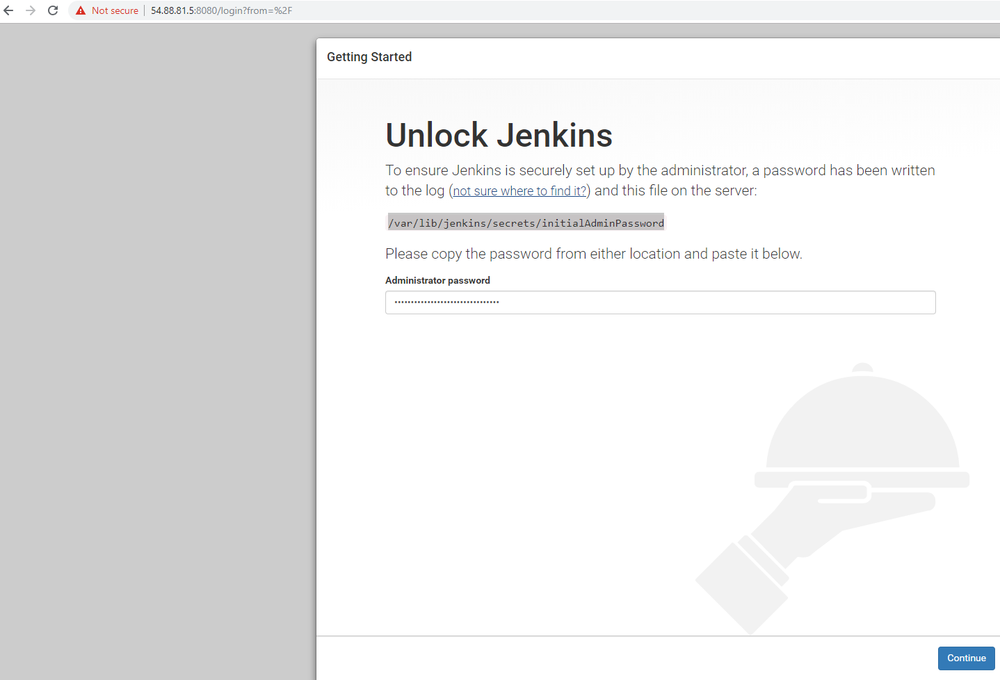 Not secure | 54.88.81.5:8080/login?from=%2F
Getting Started
Unlock Jenkins
To ensure Jenkins is securely set up by the administrator, a password has been written
to the log (not sure where to find it?) and this file on the server:
/var/lib/jenkins/secrets/initialAdminPassword
Please copy the password from either location and paste it below.
Administrator password
••••••••••••••••••••••••••••••••
Continue